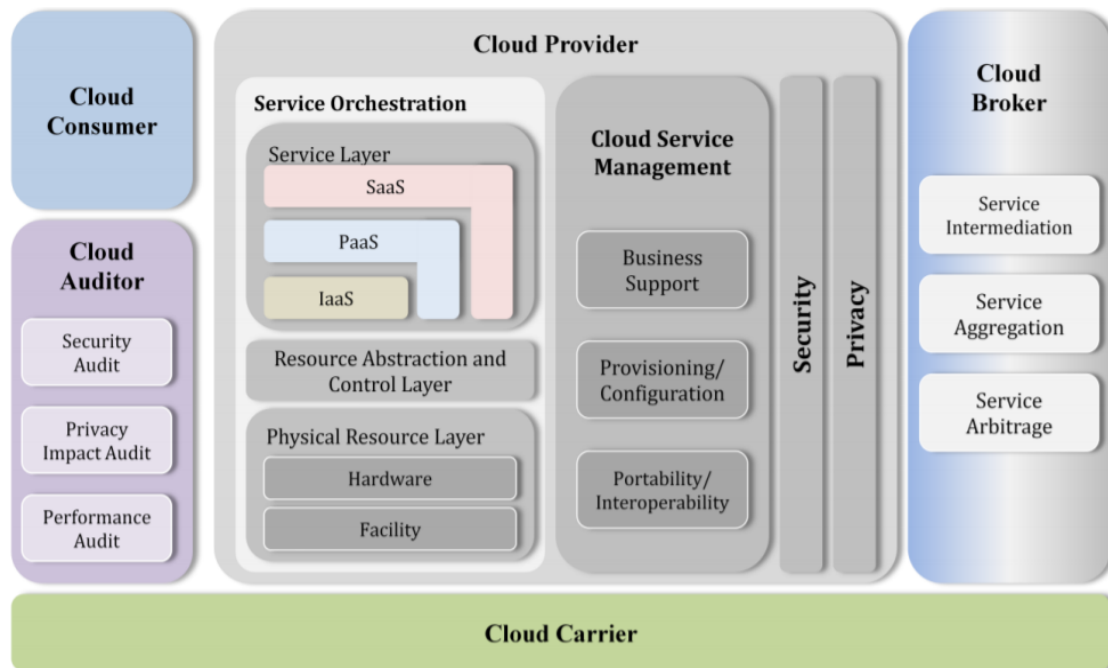 Cloud
Consumer
Cloud
Auditor
Security
Audit
Privacy
Impact Audit
Performance
Audit
Cloud Provider
Service Orchestration
Service Layer
SaaS
PaaS
IaaS
Resource Abstraction and
Control Layer
Physical Resource Layer
Hardware
Facility
Cloud Service
Management
Business
Support
Provisioning/
Configuration
Portability/
Interoperability
Security
Privacy
Cloud
Broker
Service
Intermediation
Service
Aggregation
Service
Arbitrage
Cloud Carrier